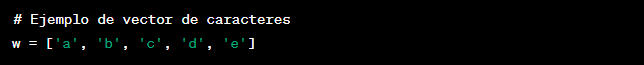 # Ejemplo de vector de caracteres
w = ['a', 'b', 'c', 'd', 'e']